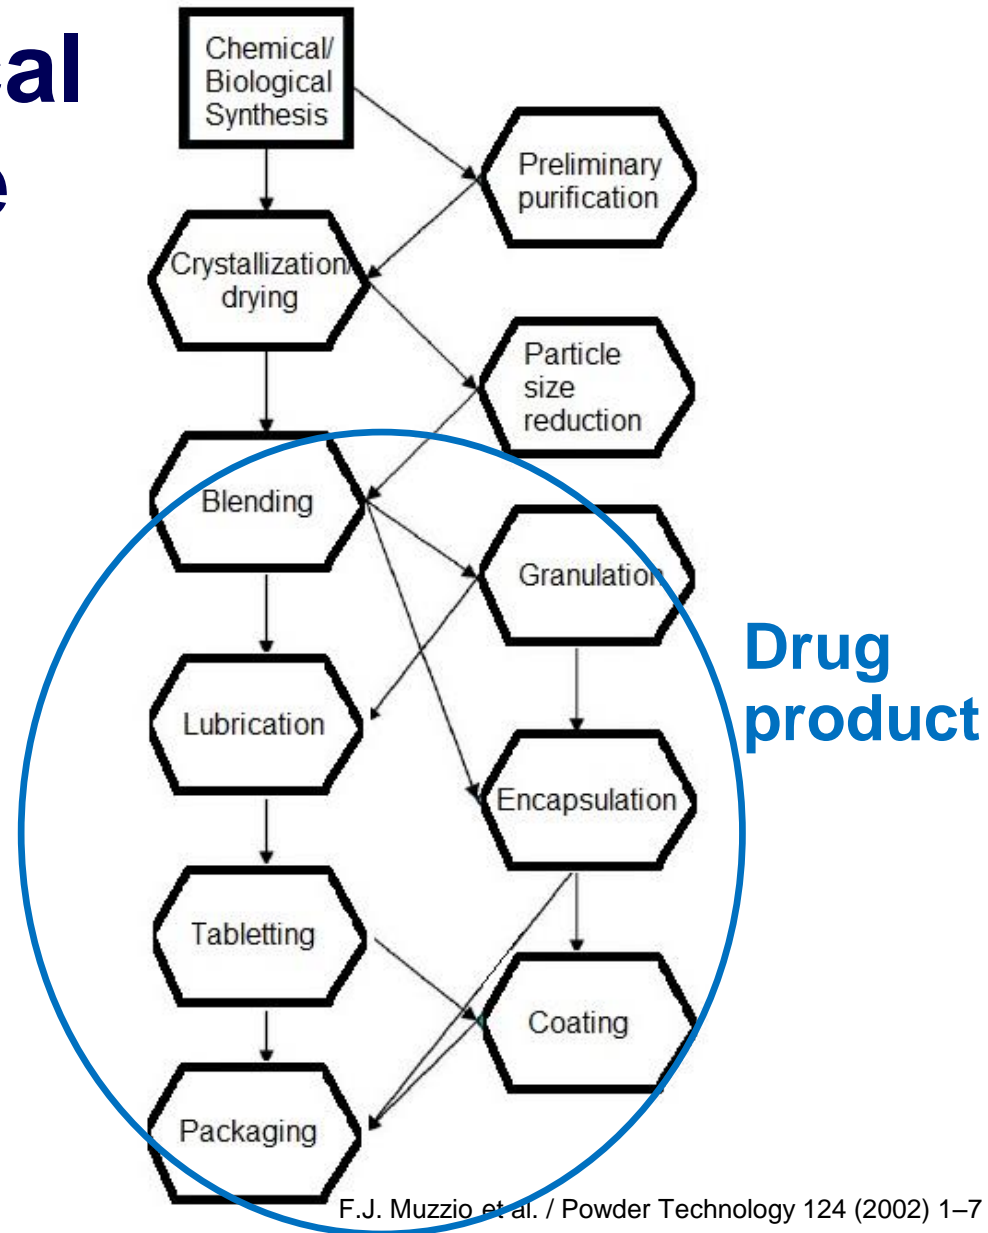 Chemical/
Biological
Synthesis
Preliminary
purification
Crystallization/
drying
Particle
size
reduction
Blending
Granulation
Drug
product
Lubrication
Encapsulation
Tabletting
Coating
Packaging
F.J. Muzzio et al. / Powder Technology 124 (2002) 1–7